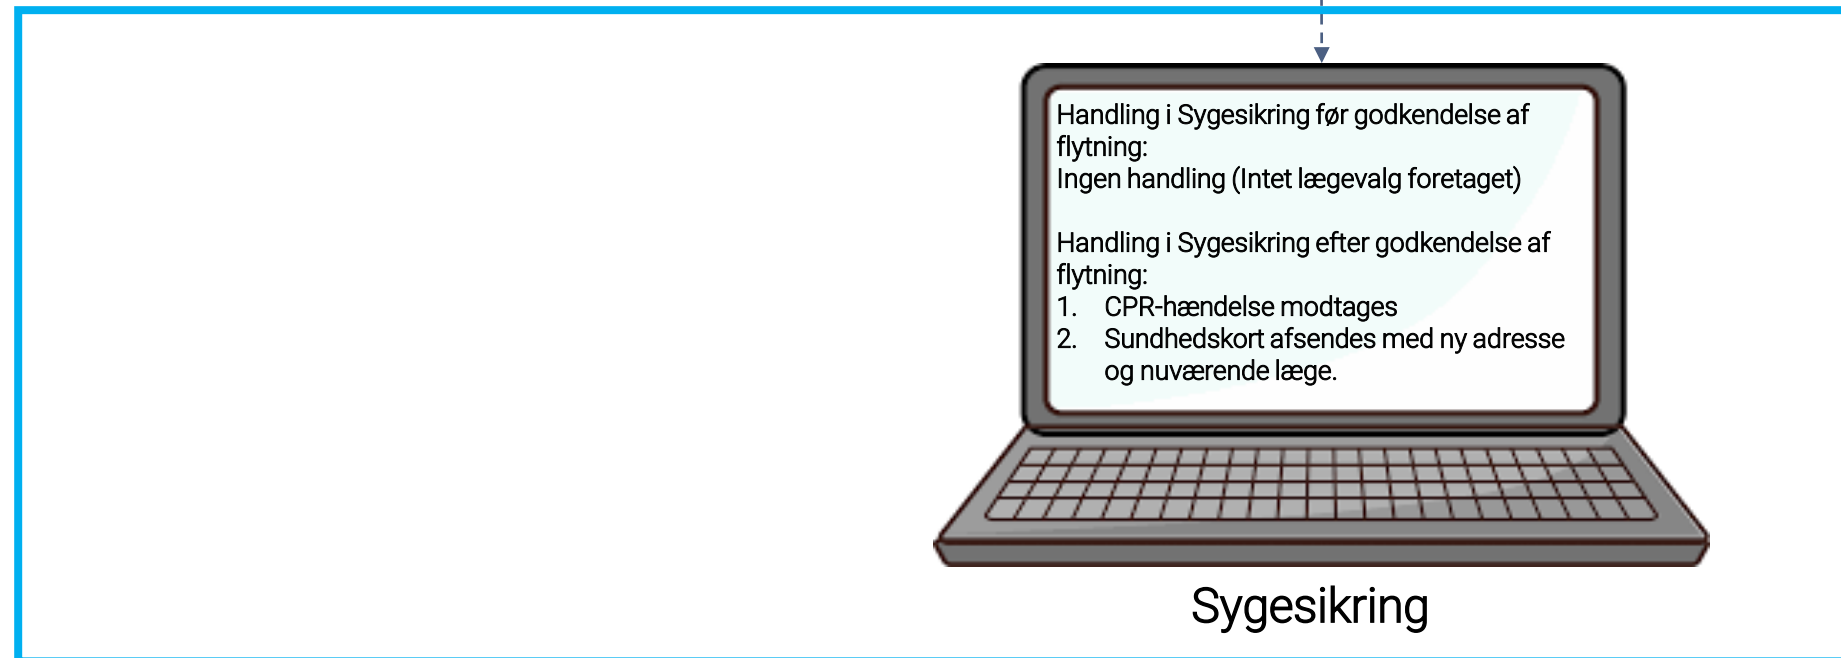 Handling i Sygesikring før godkendelse af
flytning:
Ingen handling (Intet lægevalg foretaget)
Handling i Sygesikring efter godkendelse af
flytning:
1. CPR-hændelse modtages
2. Sundhedskort afsendes med ny adresse
og nuværende læge.
Sygesikring